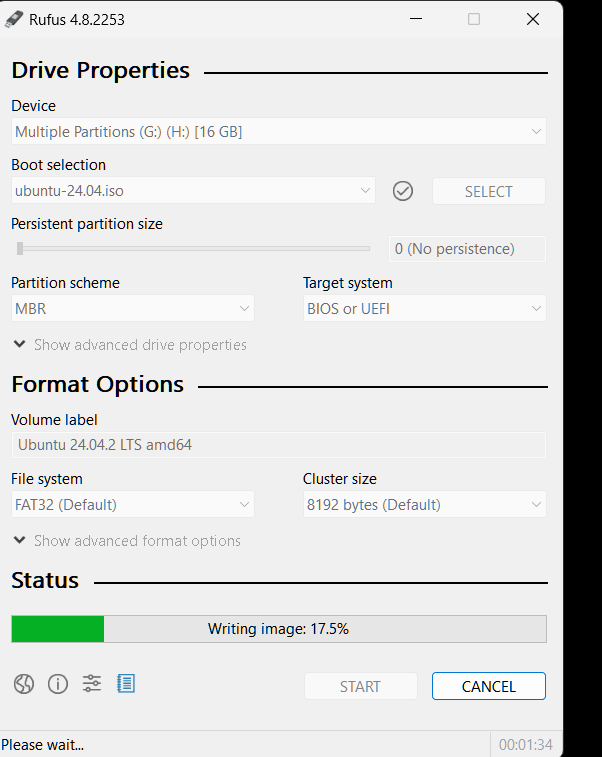 Rufus 4.8.2253
Drive Properties
Device
Multiple Partitions (G:) (H:) [16 GB]
Boot selection
ubuntu-24.04.iso
SELECT
Persistent partition size
0 (No persistence)
Partition scheme
Target system
MBR
BIOS or UEFI
Show advanced drive properties
Format Options
Volume label
Ubuntu 24.04.2 LTS amd64
File system
Cluster size
FAT32 (Default)
8192 bytes (Default)
Show advanced format options
Status
Writing image: 17.5%
START
CANCEL
Please wait...
00:01:34